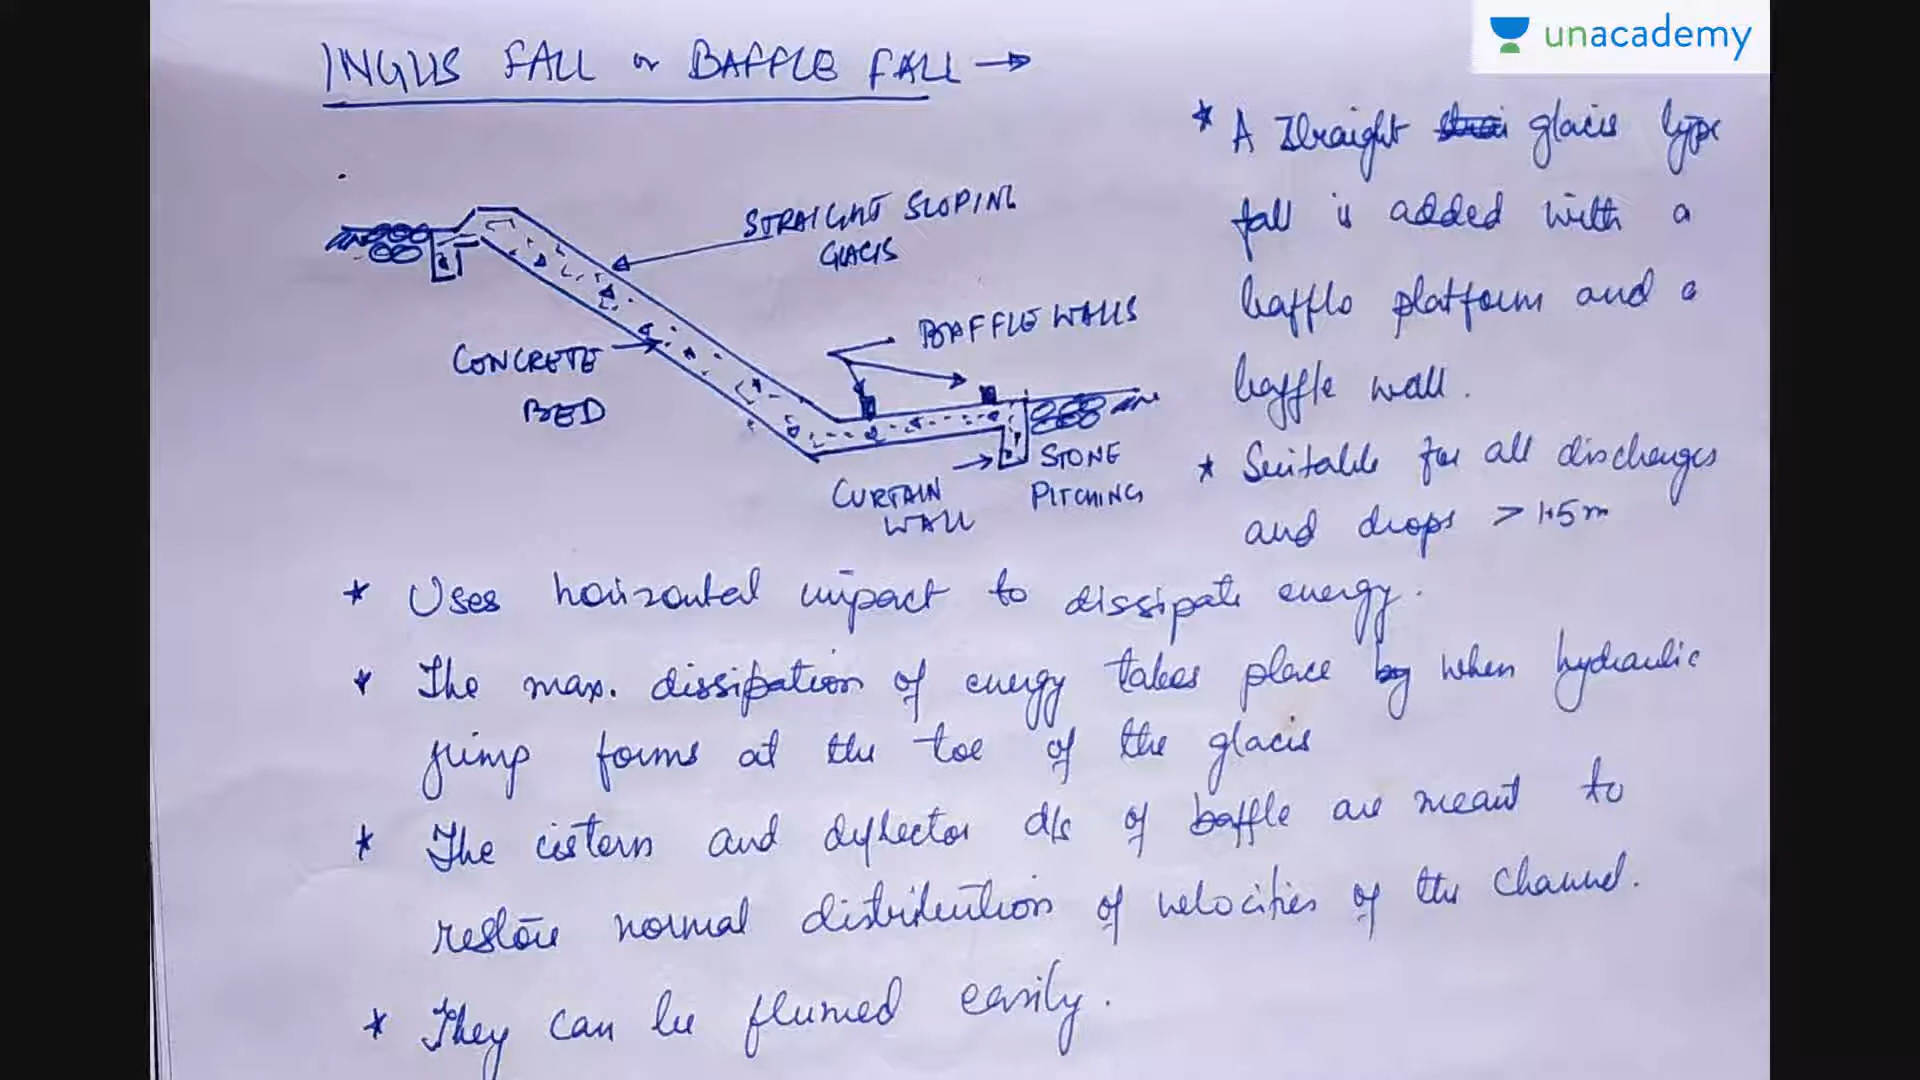 unacademy
INGLIS FALL or BAFFLE FALL →
* A straight glacis type
fall is added with a
baffle platform and a
baffle wall.
* Suitable for all discharges
and drops > 1.5m
STRAIGHT SLOPING
GLACIS
BAFFLE WALLS
CONCRETE
BED
CURTAIN
WALL
STONE
PITCHING
* Uses horizontal impact to dissipate energy.
* The max. dissipation of energy takes place when hydraulic
jump forms at the toe of the glacis
* The cistern and deflector d/s of baffle are meant to
restore normal distribution of velocities of the channel.
* They can be flumed easily.